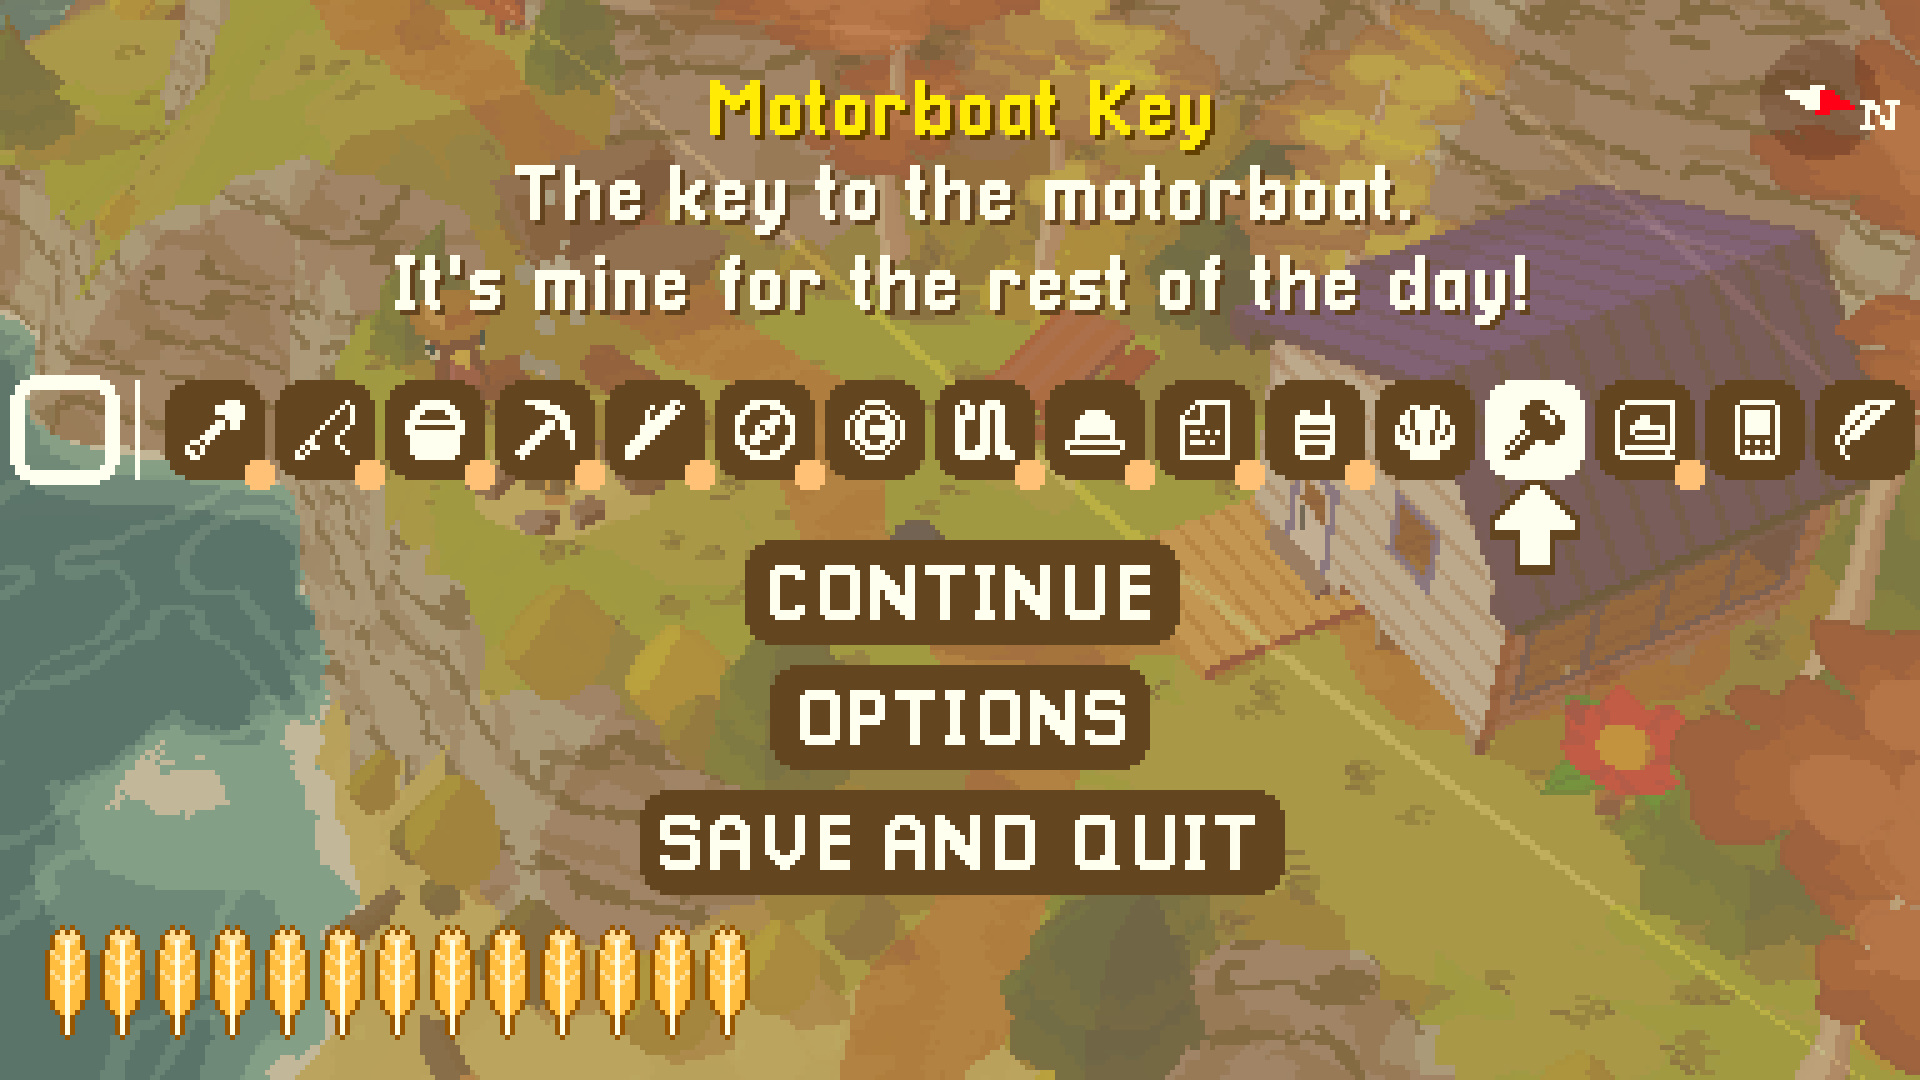 Motorboat Key
N
The key to the motorboat.
It's mine for the rest of the day!
C
CONTINUE
OPTIONS
SAVE AND QUIT